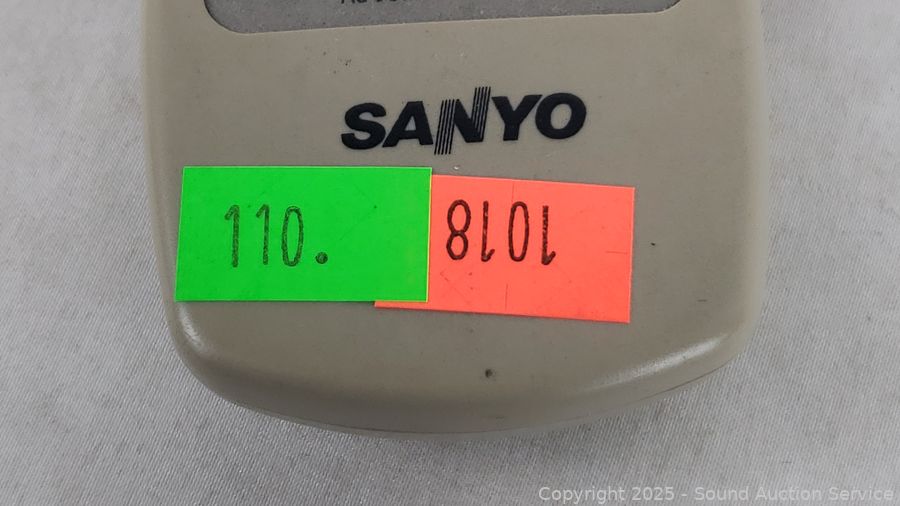 SANYO
110.
1018
Copyright 2025 - Sound Auction Service